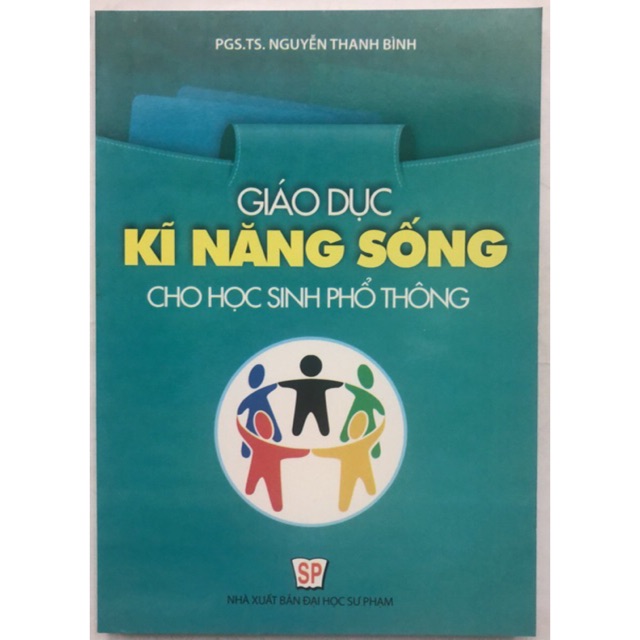 PGS.TS. NGUYỄN THANH BÌNH
GIÁO DỤC
KĨ NĂNG SỐNG
CHO HỌC SINH PHỔ THÔNG
SP
NHÀ XUẤT BẢN ĐẠI HỌC SƯ PHẠM